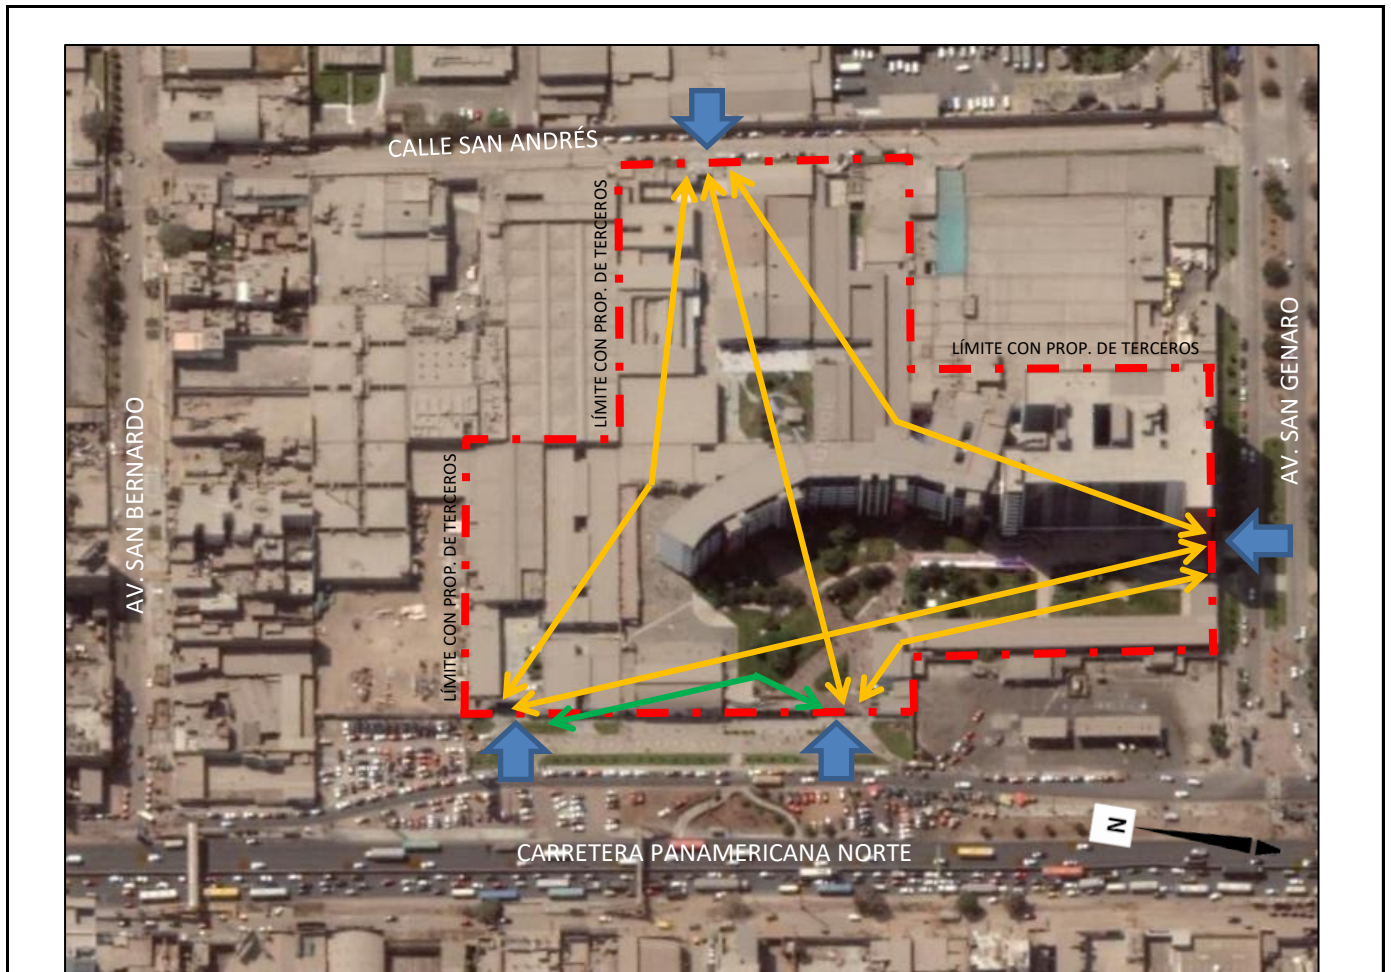 CALLE SAN ANDRÉS
LÍMITE CON PROP. DE TERCEROS
LÍMITE CON PROP. DE TERCEROS
AV. SAN GENARO
AV. SAN BERNARDO
LÍMITE CON PROP. DE TERCEROS
N
CARRETERA PANAMERICANA NORTE